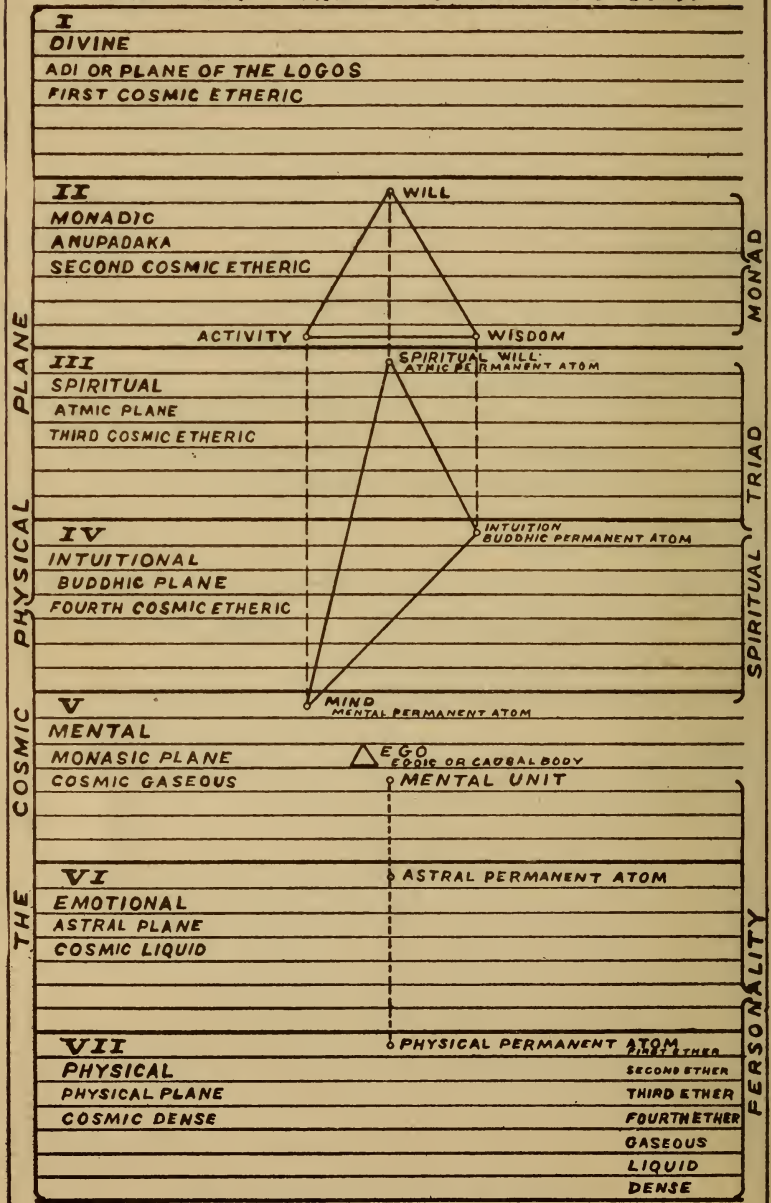 I
DIVINE
ADI OR PLANE OF THE LOGOS
FIRST COSMIC ETHERIC
II
WILL
MONADIC
ANUPADAKA
SECOND COSMIC ETHERIC
ACTIVITY
WISDOM
MONAD
III
SPIRITUAL WILL
ATMIC PERMANENT ATOM
SPIRITUAL
ATMIC PLANE
THIRD COSMIC ETHERIC
IV
INTUITION
BUDDHIC PERMANENT ATOM
INTUITIONAL
BUDDHIC PLANE
FOURTH COSMIC ETHERIC
SPIRITUAL TRIAD
V
MIND
MENTAL PERMANENT ATOM
MENTAL
MONASIC PLANE
EGO
EGOIC OR CAUSAL BODY
COSMIC GASEOUS
MENTAL UNIT
VI
ASTRAL PERMANENT ATOM
EMOTIONAL
ASTRAL PLANE
COSMIC LIQUID
VII
PHYSICAL PERMANENT ATOM
FIRST ETHER
PHYSICAL
SECOND ETHER
PHYSICAL PLANE
THIRD ETHER
COSMIC DENSE
FOURTH ETHER
GASEOUS
LIQUID
DENSE
PERSONALITY
THE COSMIC PHYSICAL PLANE